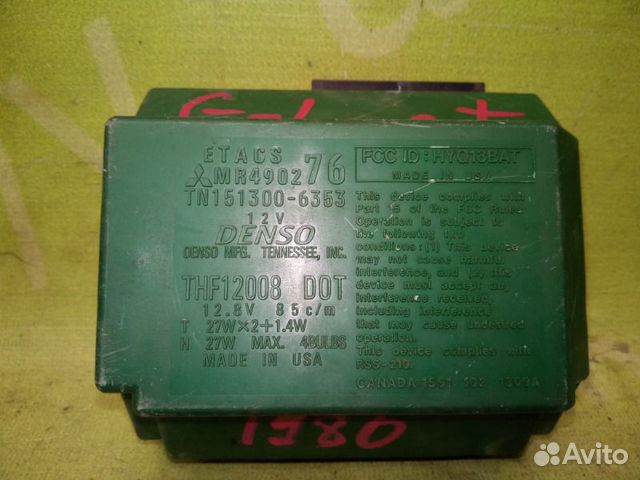 Galant
ETACS
MR490276
TN151300-6353
12V
DENSO
DENSO MFG. TENNESSEE, INC.
THF12008 DOT
12.8V 85c/m
T 27W×2+1.4W
H 27W MAX. 4BULBS
MADE IN USA
FCC ID: HYQ13BAT
MADE IN USA
This device complies with
Part 15 of the FCC Rules
Operation is subject to
the following two
conditions: (1) This device
may not cause harmful
interference, and (2) this
device must accept any
interference received,
including interference
that may cause undesired
operation.
This device complies with
RSS-210
CANADA 1551 102 1303A
1980
Avito